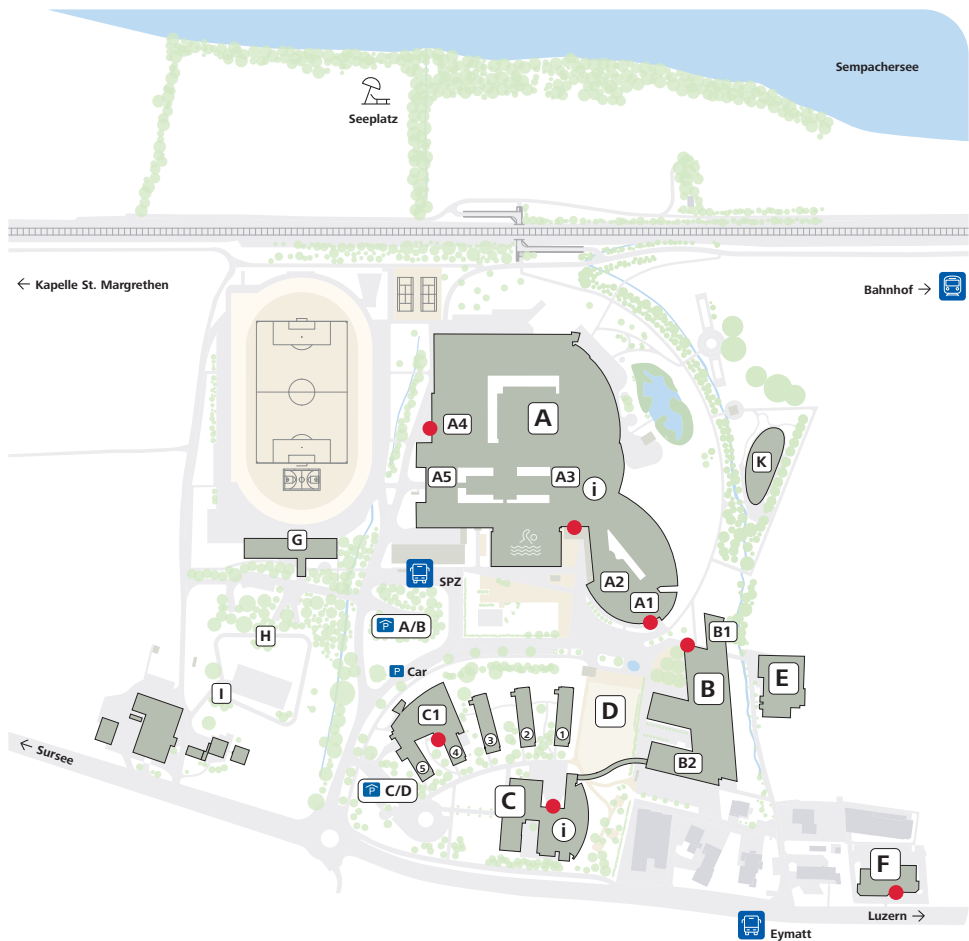 Sempachersee
Seeplatz
← Kapelle St. Margrethen
Bahnhof →
A
A4
K
A5
A3
i
G
SPZ
A2
A1
P A/B
B1
H
E
P Car
B
I
D
C1
1
2
3
4
← Sursee
B2
5
P C/D
C
i
F
Luzern →
Eymatt